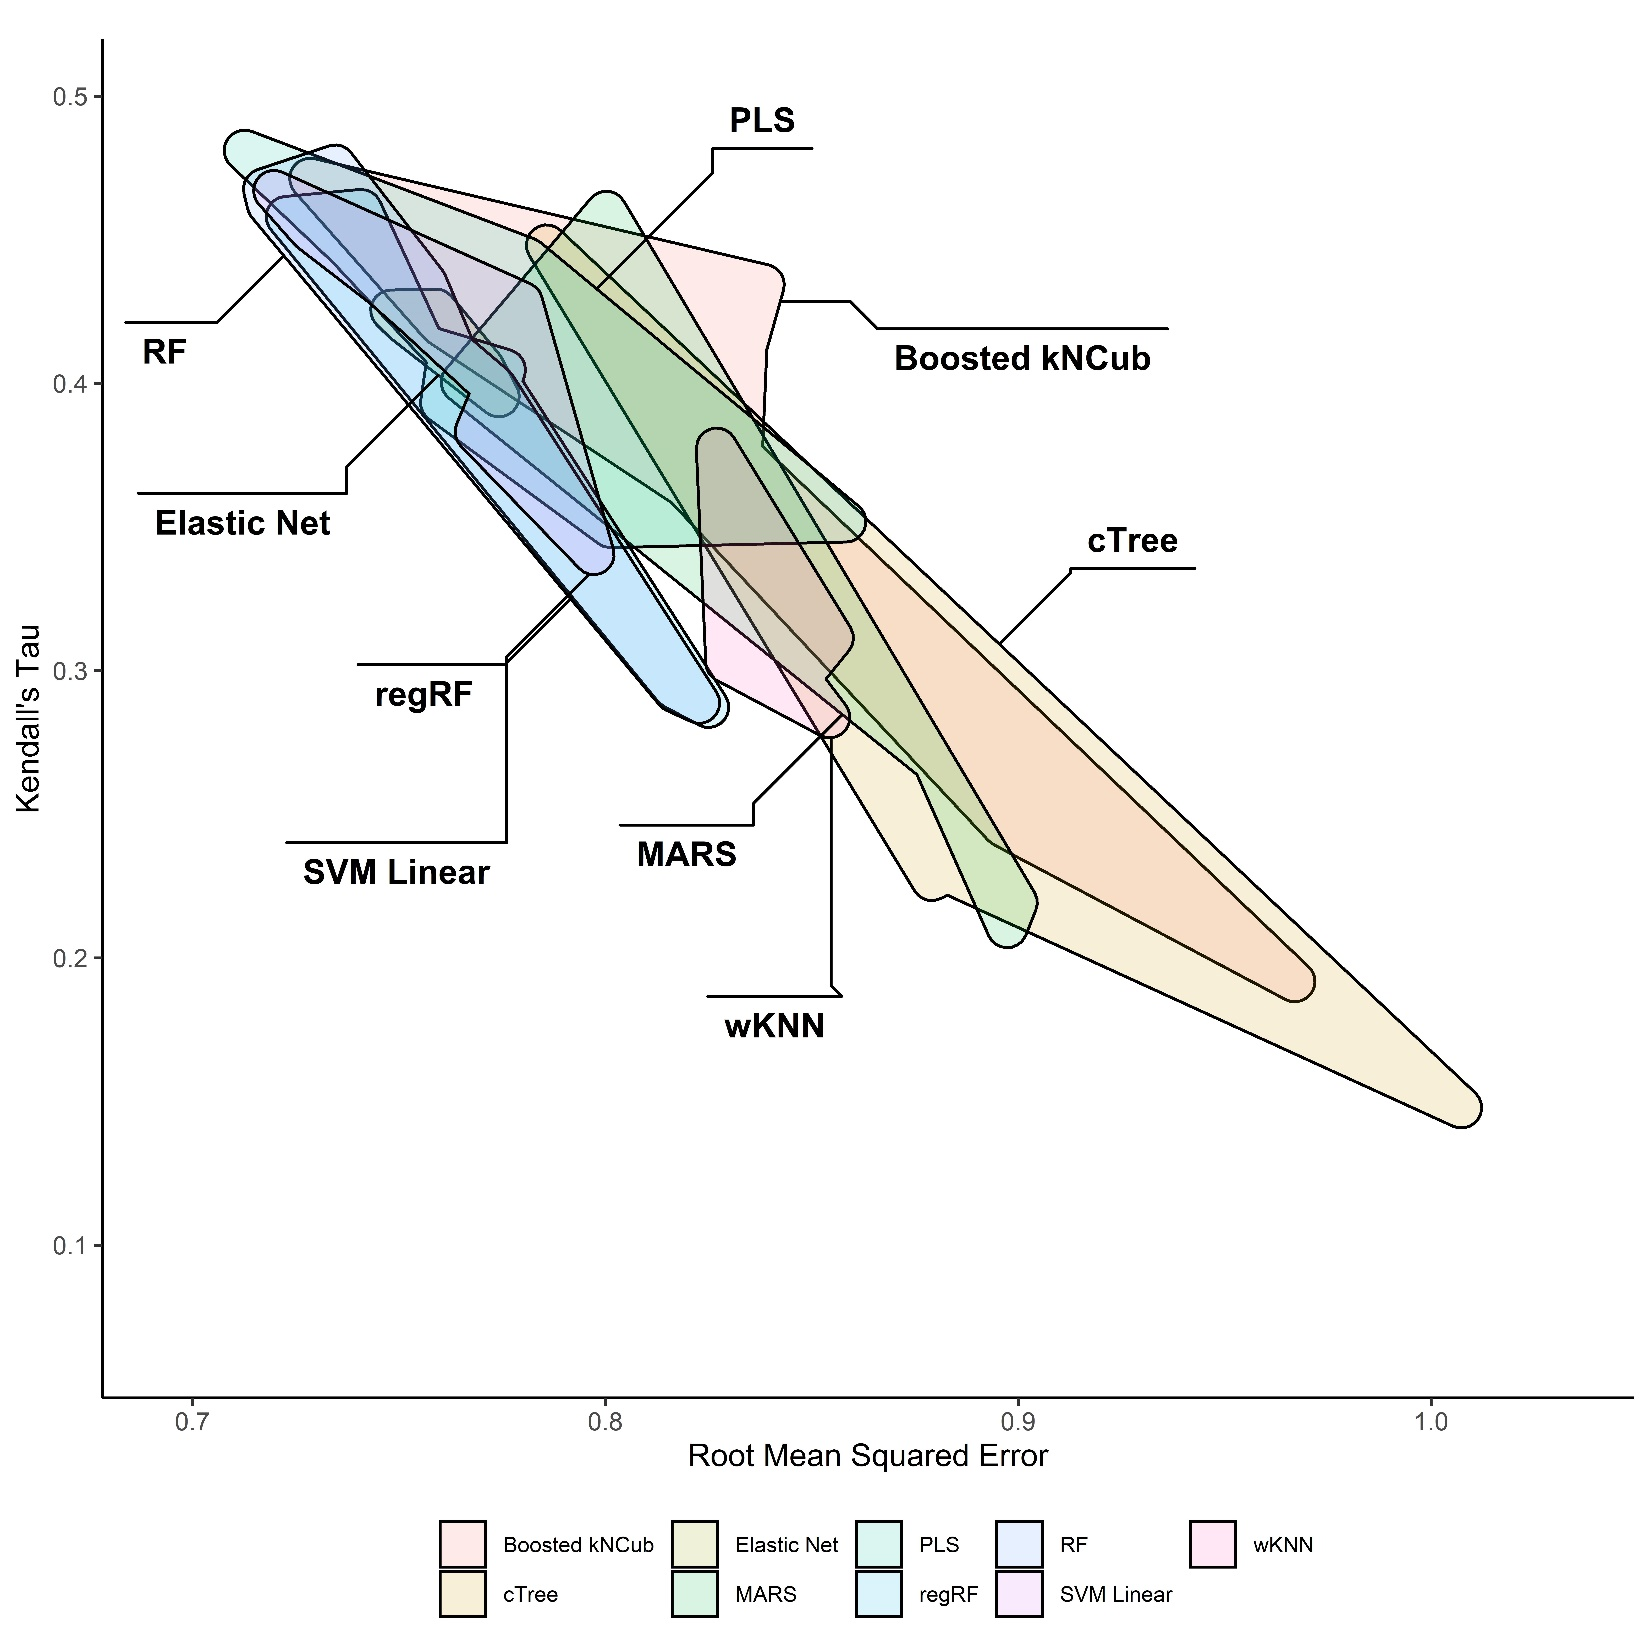 0.5
0.4
0.3
0.2
0.1
Kendall's Tau
PLS
RF
Boosted kNCub
Elastic Net
cTree
regRF
MARS
SVM Linear
wKNN
0.7 0.8 0.9 1.0
Root Mean Squared Error
Boosted kNCub Elastic Net PLS RF wKNN
cTree MARS regRF SVM Linear